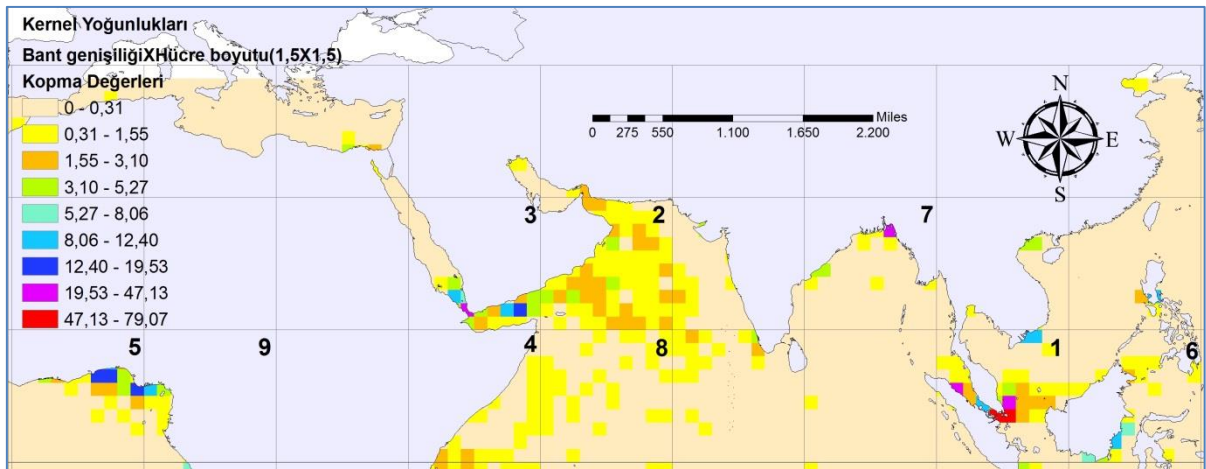 Kernel Yoğunlukları
Bant genişiliğiXHücre boyutu(1,5X1,5)
Kopma Değerleri
0 - 0,31
0,31 - 1,55
1,55 - 3,10
3,10 - 5,27
5,27 - 8,06
8,06 - 12,40
12,40 - 19,53
19,53 - 47,13
47,13 - 79,07
Miles
0 275 550 1.100 1.650 2.200
N
W E
S
3 2 7
5 9 4 8 1 6